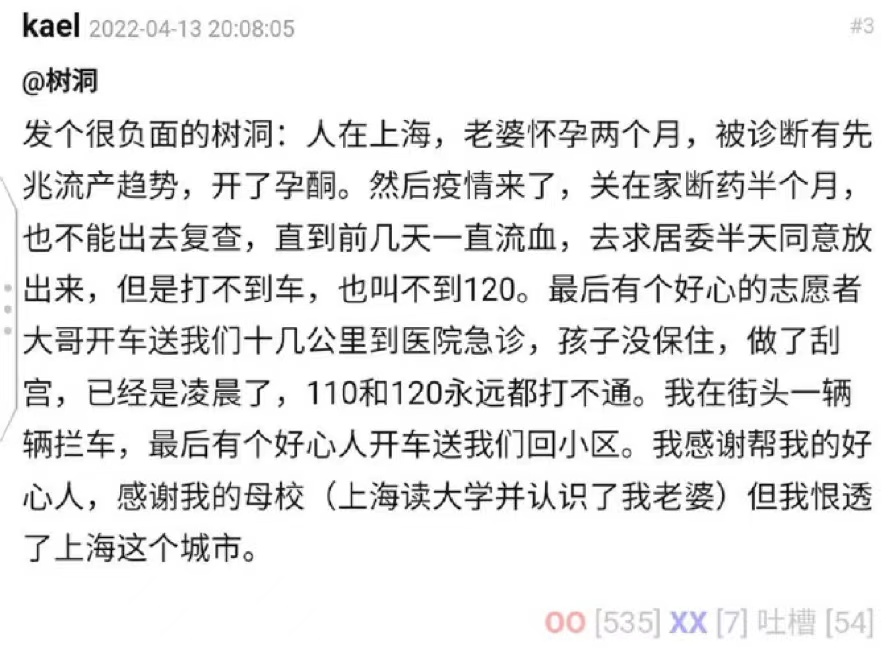 kael 2022-04-13 20:08:05 #3
@树洞
发个很负面的树洞：人在上海，老婆怀孕两个月，被诊断有先
兆流产趋势，开了孕酮。然后疫情来了，关在家断药半个月，
也不能出去复查，直到前几天一直流血，去求居委半天同意放
出来，但是打不到车，也叫不到120。最后有个好心的志愿者
大哥开车送我们十几公里到医院急诊，孩子没保住，做了刮
宫，已经是凌晨了，110和120永远都打不通。我在街头一辆
辆拦车，最后有个好心人开车送我们回小区。我感谢帮我的好
心人，感谢我的母校（上海读大学并认识了我老婆）但我恨透
了上海这个城市。
OO [535] XX [7] 吐槽 [54]